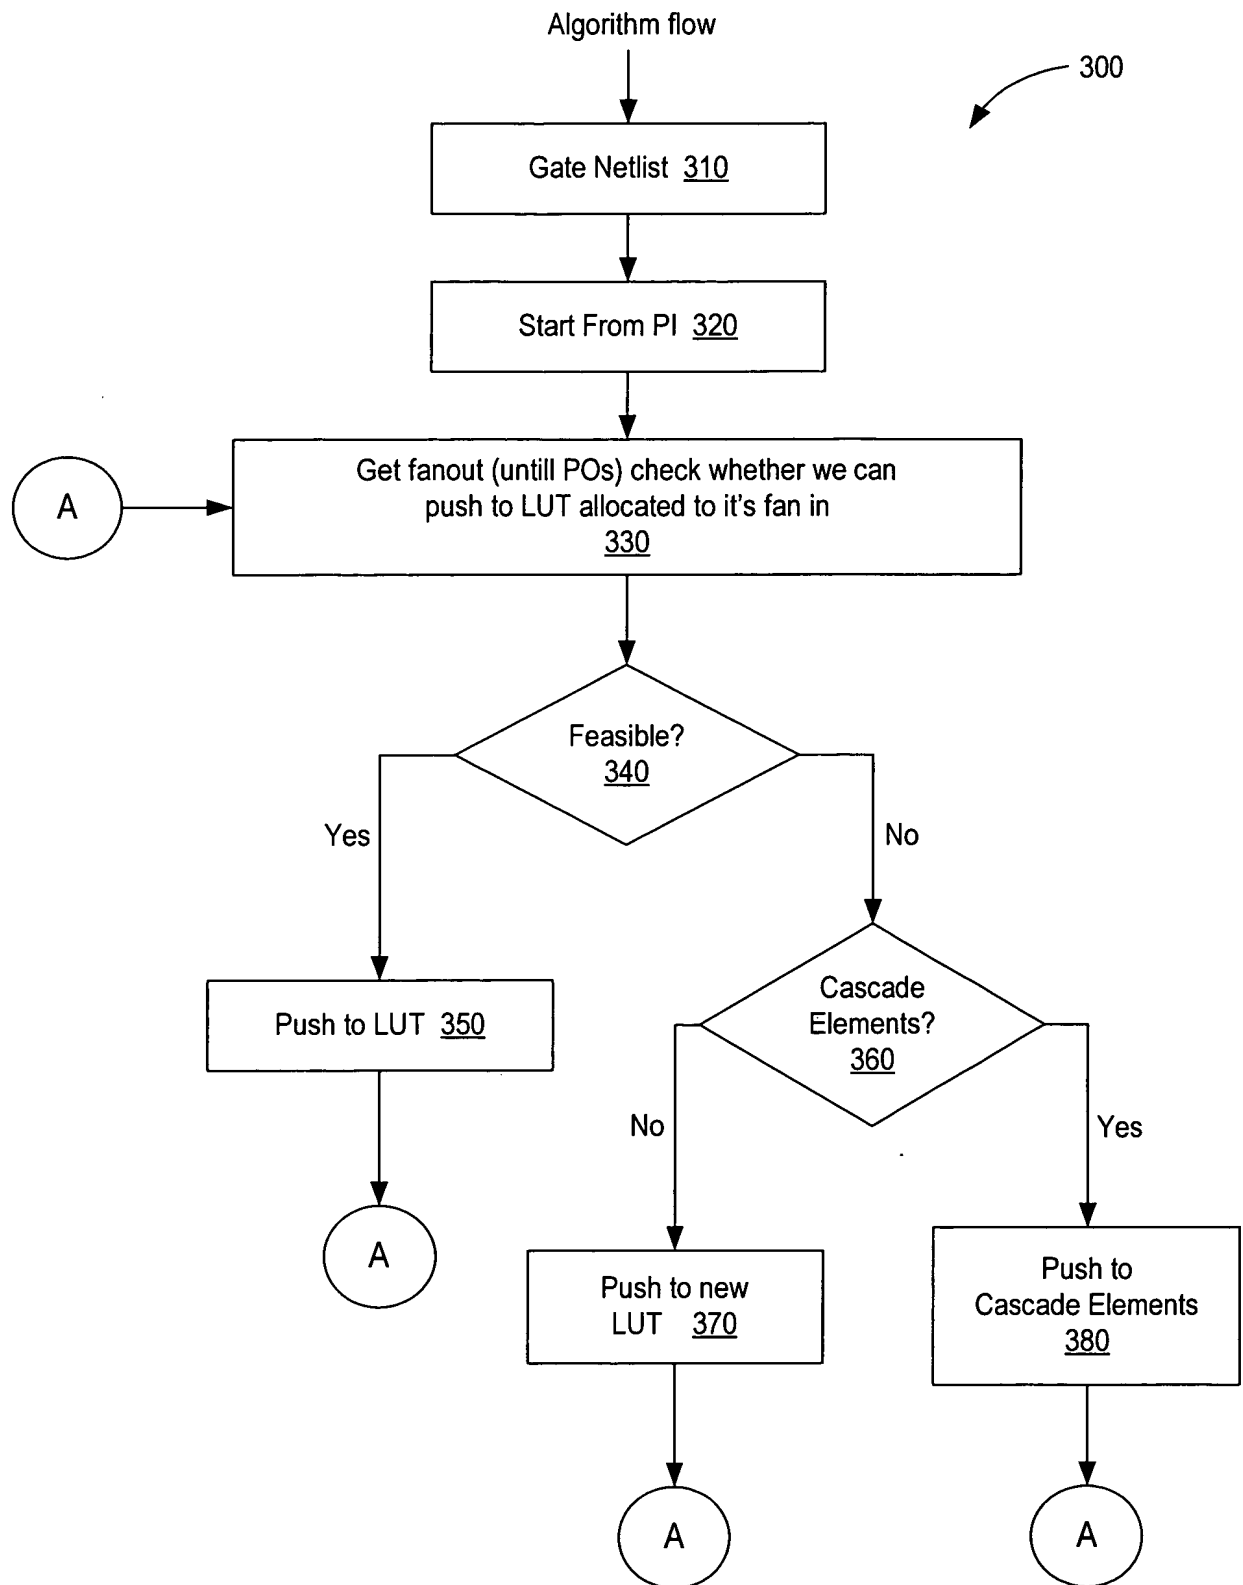 Algorithm flow
300
Gate Netlist 310
Start From PI 320
A
Get fanout (untill POs) check whether we can
push to LUT allocated to it's fan in
330
Feasible?
340
Yes
No
Cascade
Elements?
360
Push to LUT 350
No
Yes
A
Push to new
LUT 370
Push to
Cascade Elements
380
A
A